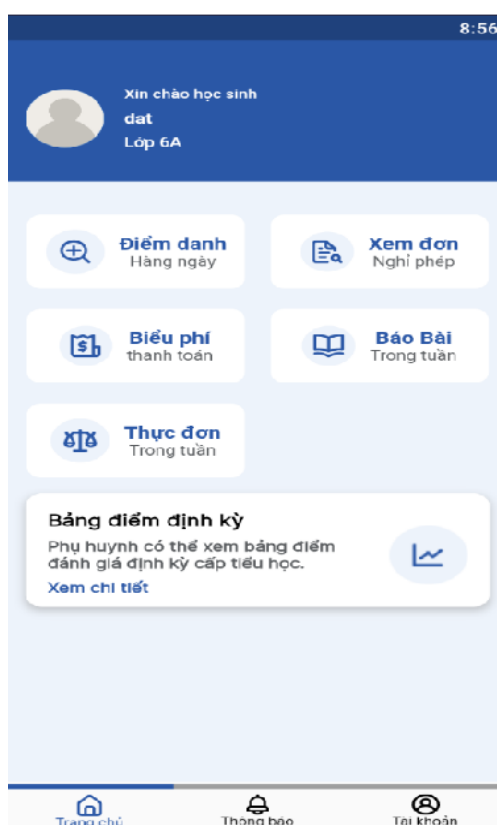 8:56
Xin chào học sinh
dat
Lớp 6A
Điểm danh
Hàng ngày
Xem đơn
Nghỉ phép
Biểu phí
thanh toán
Báo Bài
Trong tuần
Thực đơn
Trong tuần
Bảng điểm định kỳ
Phụ huynh có thể xem bảng điểm
đánh giá định kỳ cấp tiểu học.
Xem chi tiết
Trang chủ
Thông báo
Tài khoản